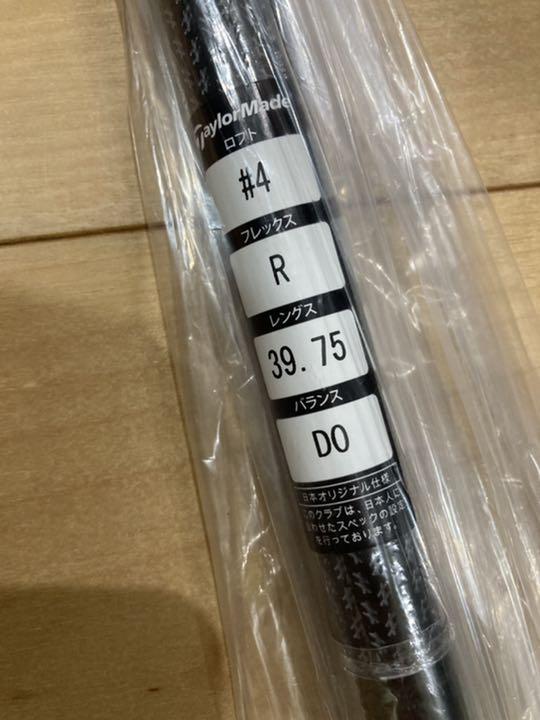 TaylorMade
ロフト
#4
フレックス
R
レングス
39.75
バランス
D0
日本オリジナル仕様
のクラブは、日本人に
合わせたスペックの設定
を行っております。